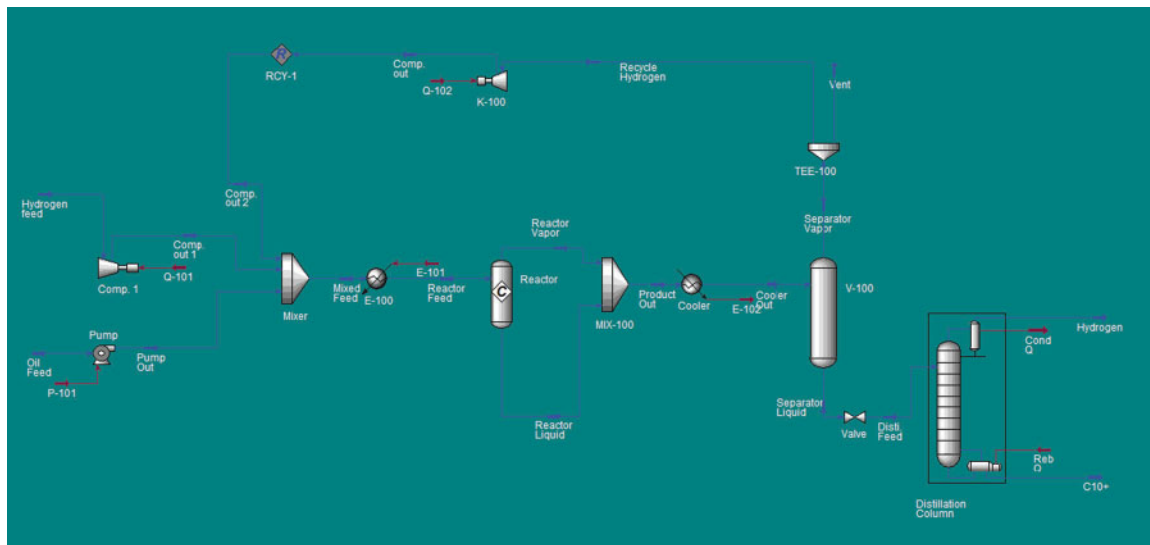 RCY-1
Comp.
out
Q-102
K-100
Recycle
Hydrogen
Vent
TEE-100
Hydrogen
feed
Comp.
out 2
Comp.
out 1
Q-101
Comp. 1
Mixer
Mixed
Feed
E-100
E-101
Reactor
Feed
Reactor
Vapor
Reactor
C
Reactor
Liquid
MIX-100
Product
Out
Cooler
E-102
Cooler
Out
Separator
Vapor
V-100
Separator
Liquid
Valve
Disti.
Feed
Hydrogen
Cond
Q
Reb
Q
C10+
Distillation
Column
Pump
Oil
Feed
Pump
Out
P-101
R